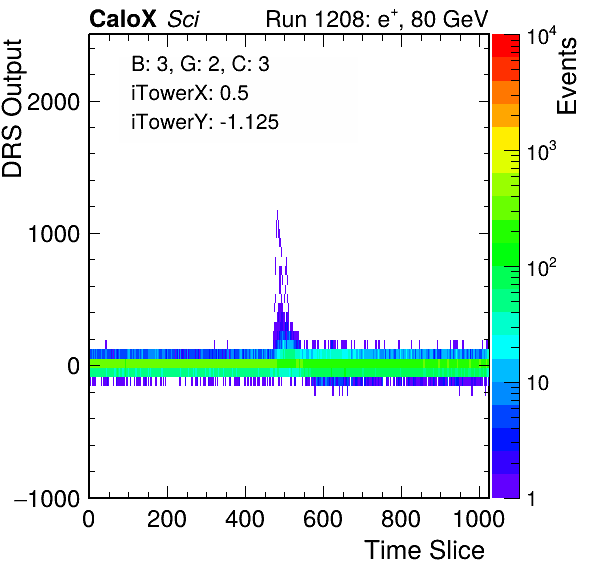 CaloX Sci Run 1208: e⁺, 80 GeV
B: 3, G: 2, C: 3
iTowerX: 0.5
iTowerY: -1.125
DRS Output
2000
1000
0
−1000
0 200 400 600 800 1000
Time Slice
Events
10⁴
10³
10²
10
1